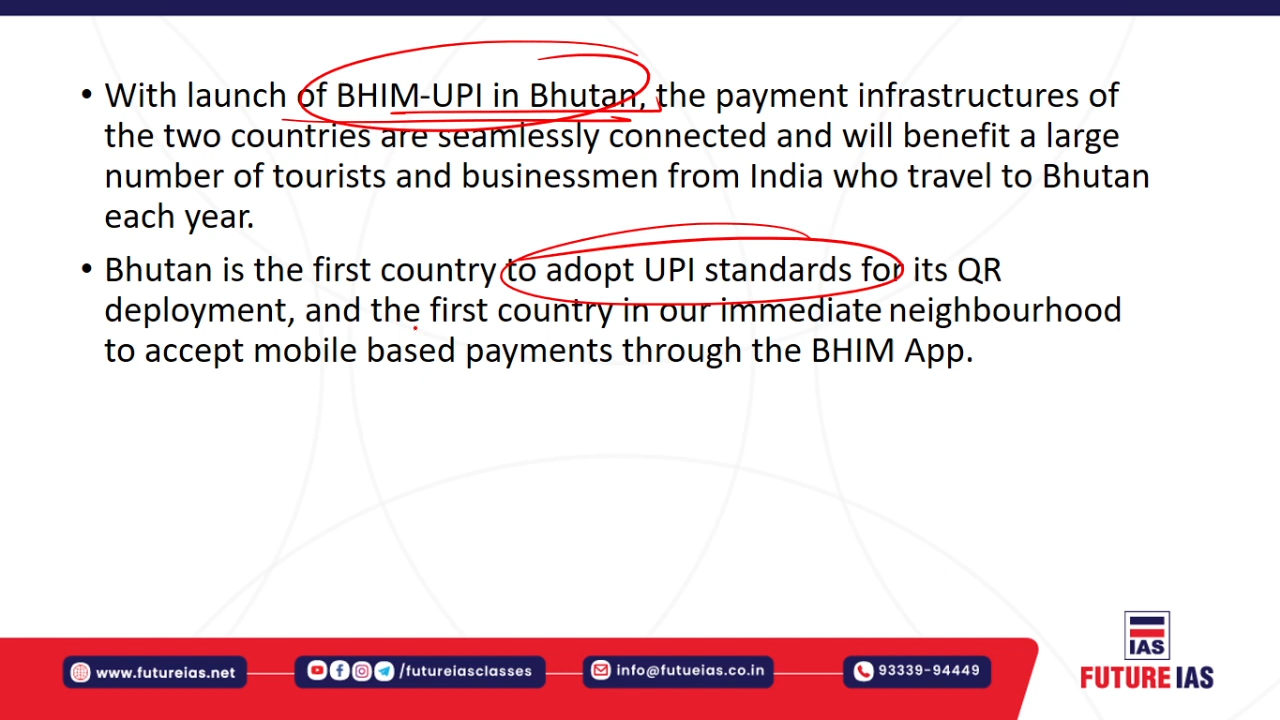 • With launch of BHIM-UPI in Bhutan, the payment infrastructures of
the two countries are seamlessly connected and will benefit a large
number of tourists and businessmen from India who travel to Bhutan
each year.
• Bhutan is the first country to adopt UPI standards for its QR
deployment, and the first country in our immediate neighbourhood
to accept mobile based payments through the BHIM App.
IAS
www.futureias.net
/futureiasclasses
info@futueias.co.in
93339-94449
FUTURE IAS